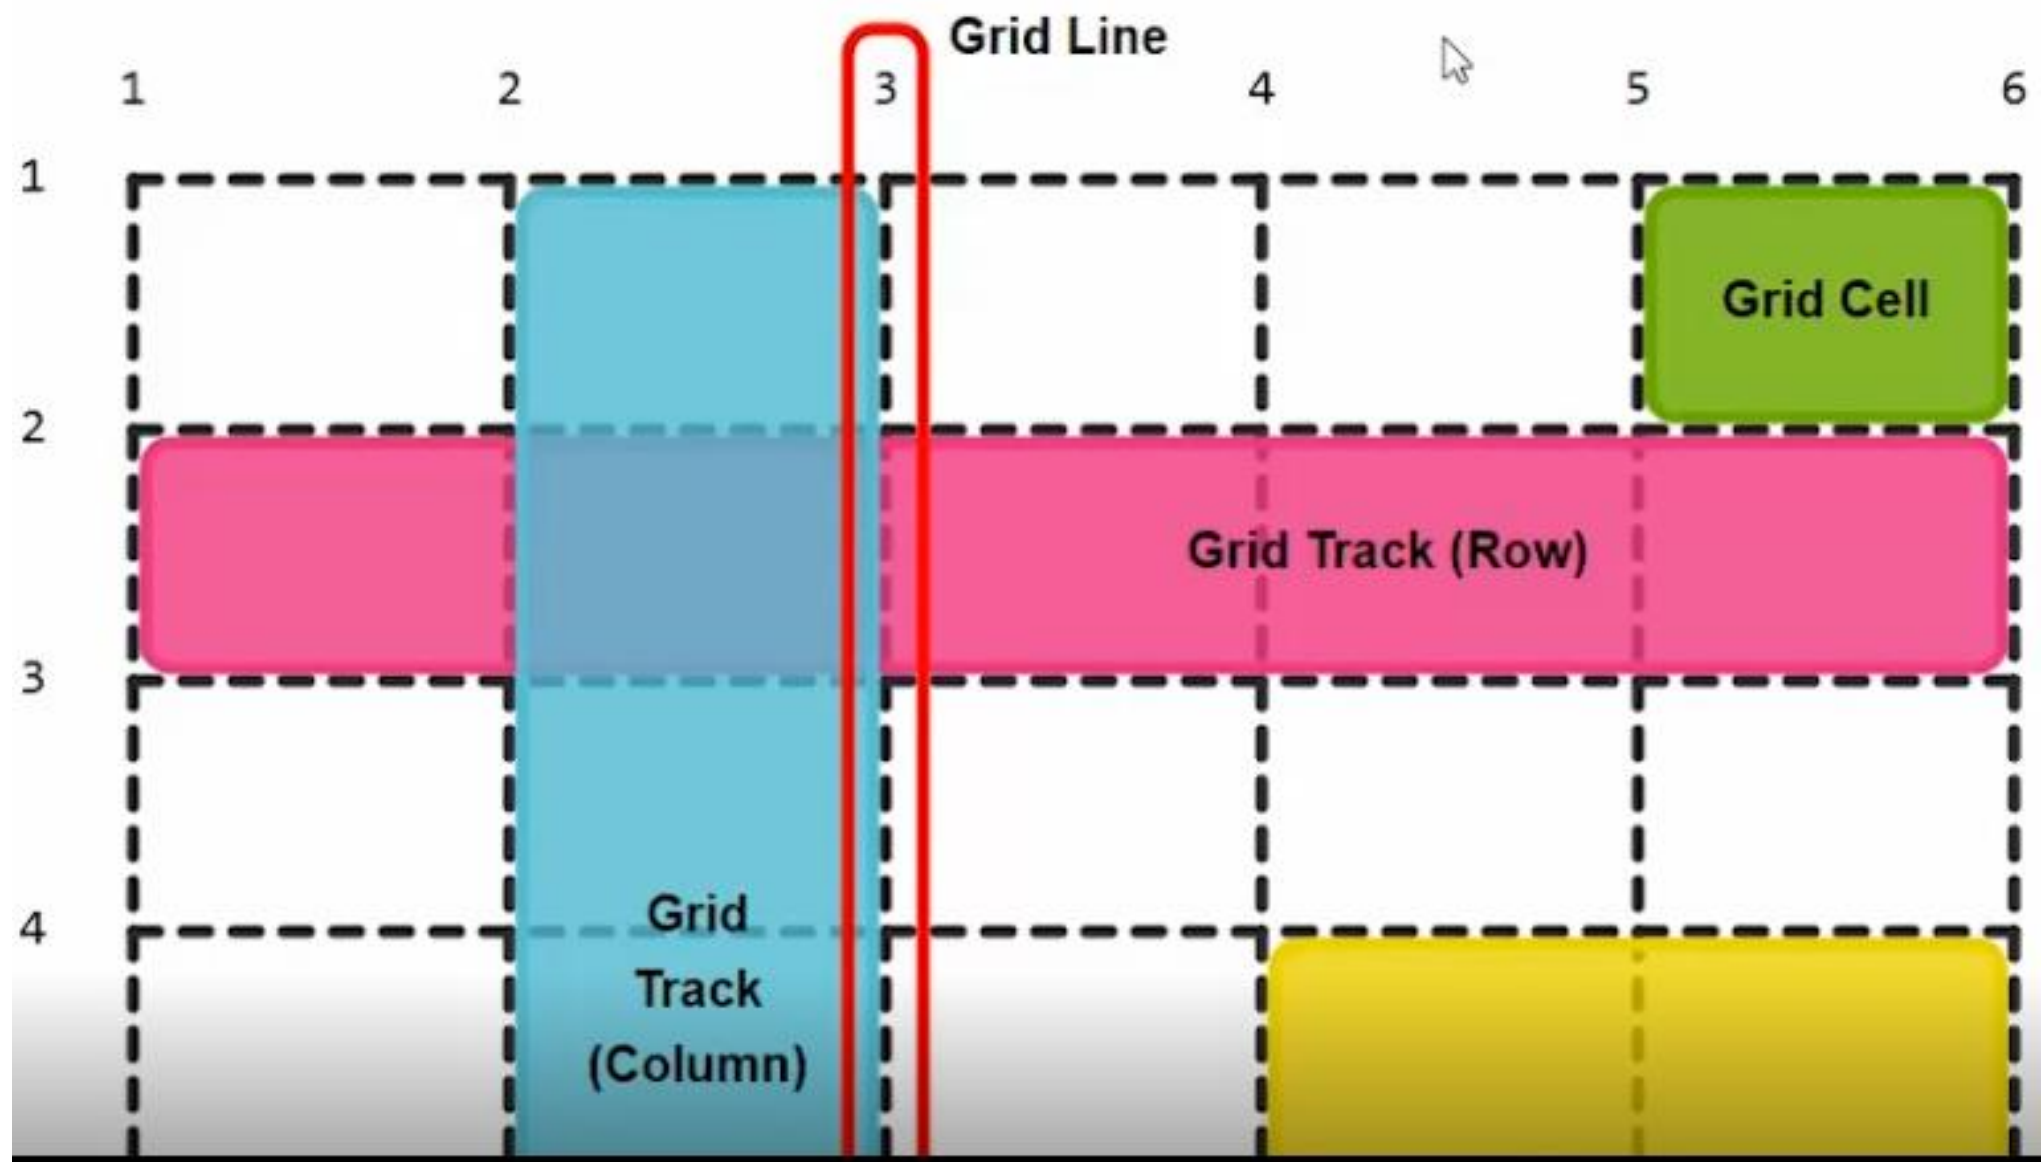 Grid Line
1 2 3 4 5 6
1
Grid Cell
2
Grid Track (Row)
3
Grid
4
Track
(Column)